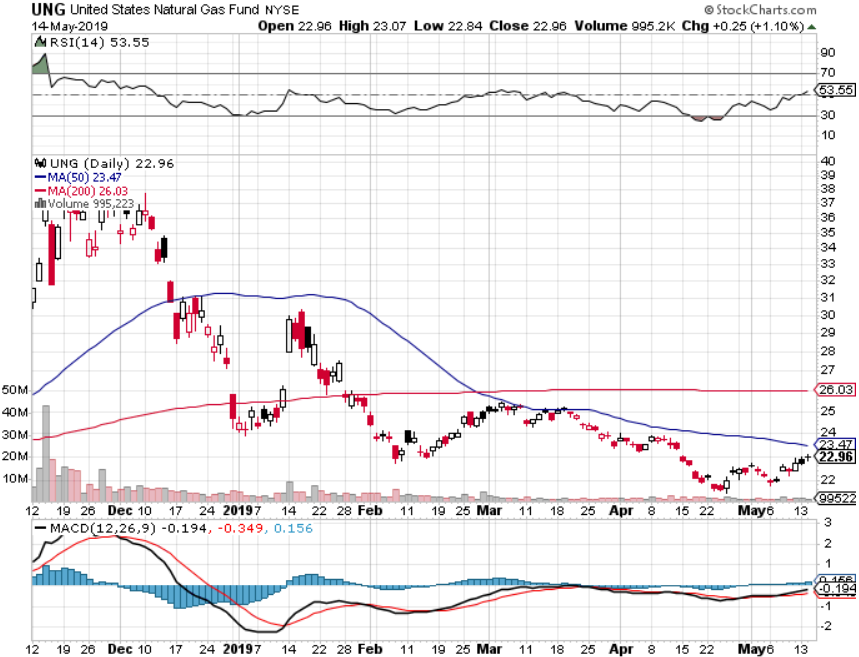 UNG United States Natural Gas Fund NYSE © StockCharts.com
14-May-2019 Open 22.96 High 23.07 Low 22.84 Close 22.96 Volume 995.2K Chg +0.25 (+1.10%)
RSI(14) 53.55
90
70
53.55
30
10
UNG (Daily) 22.96
MA(50) 23.47
MA(200) 26.03
Volume 995,223
40
39
38
37
36
35
34
33
32
31
30
29
28
27
26.03
25
24
23.47
22.96
22
99522
50M
40M
30M
20M
10M
12 19 26 Dec 10 17 24 2019 7 14 22 28 Feb 11 19 25 Mar 11 18 25 Apr 8 15 22 May 6 13
MACD(12,26,9) -0.194, -0.349, 0.156
3
2
1
0.156
-0.194
-1
-2
12 19 26 Dec 10 17 24 2019 7 14 22 28 Feb 11 19 25 Mar 11 18 25 Apr 8 15 22 May 6 13